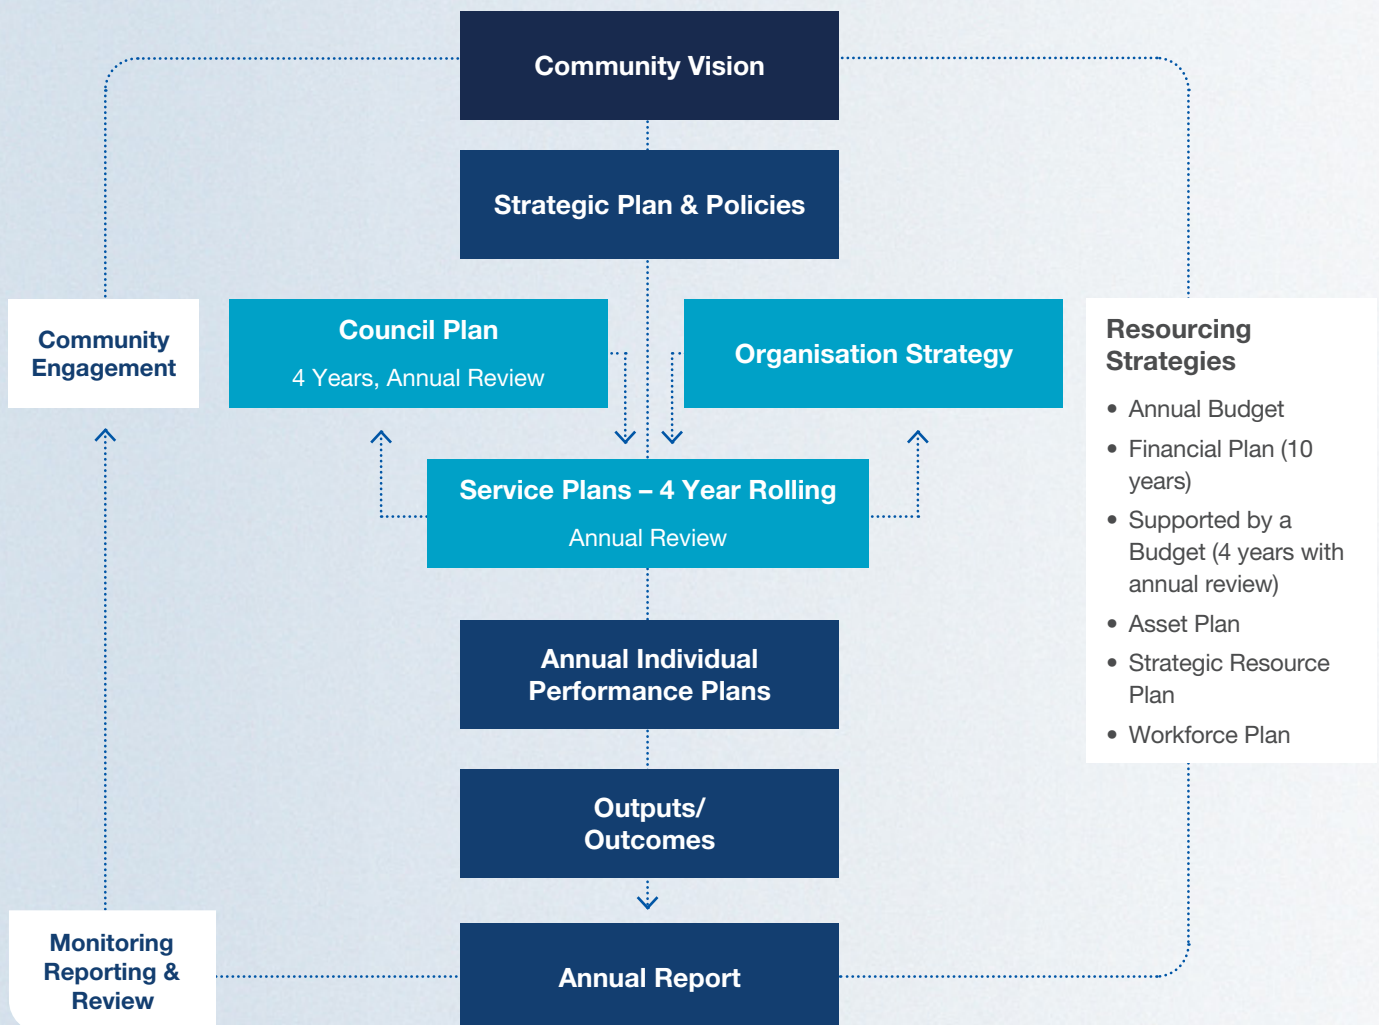 Community Vision
Strategic Plan & Policies
Community
Engagement
Council Plan
4 Years, Annual Review
Organisation Strategy
Resourcing
Strategies
• Annual Budget
• Financial Plan (10
years)
• Supported by a
Budget (4 years with
annual review)
• Asset Plan
• Strategic Resource
Plan
• Workforce Plan
Service Plans – 4 Year Rolling
Annual Review
Annual Individual
Performance Plans
Outputs/
Outcomes
Monitoring
Reporting &
Review
Annual Report